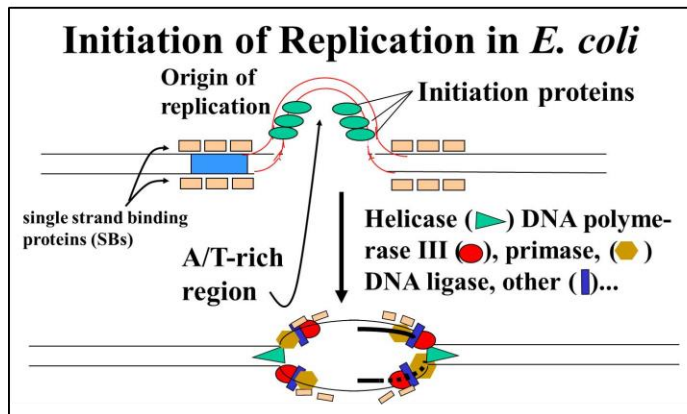 Initiation of Replication in E. coli
Origin of
replication
Initiation proteins
single strand binding
proteins (SBs)
A/T-rich
region
Helicase ( ) DNA polyme-
rase III ( ), primase, ( )
DNA ligase, other ( )...